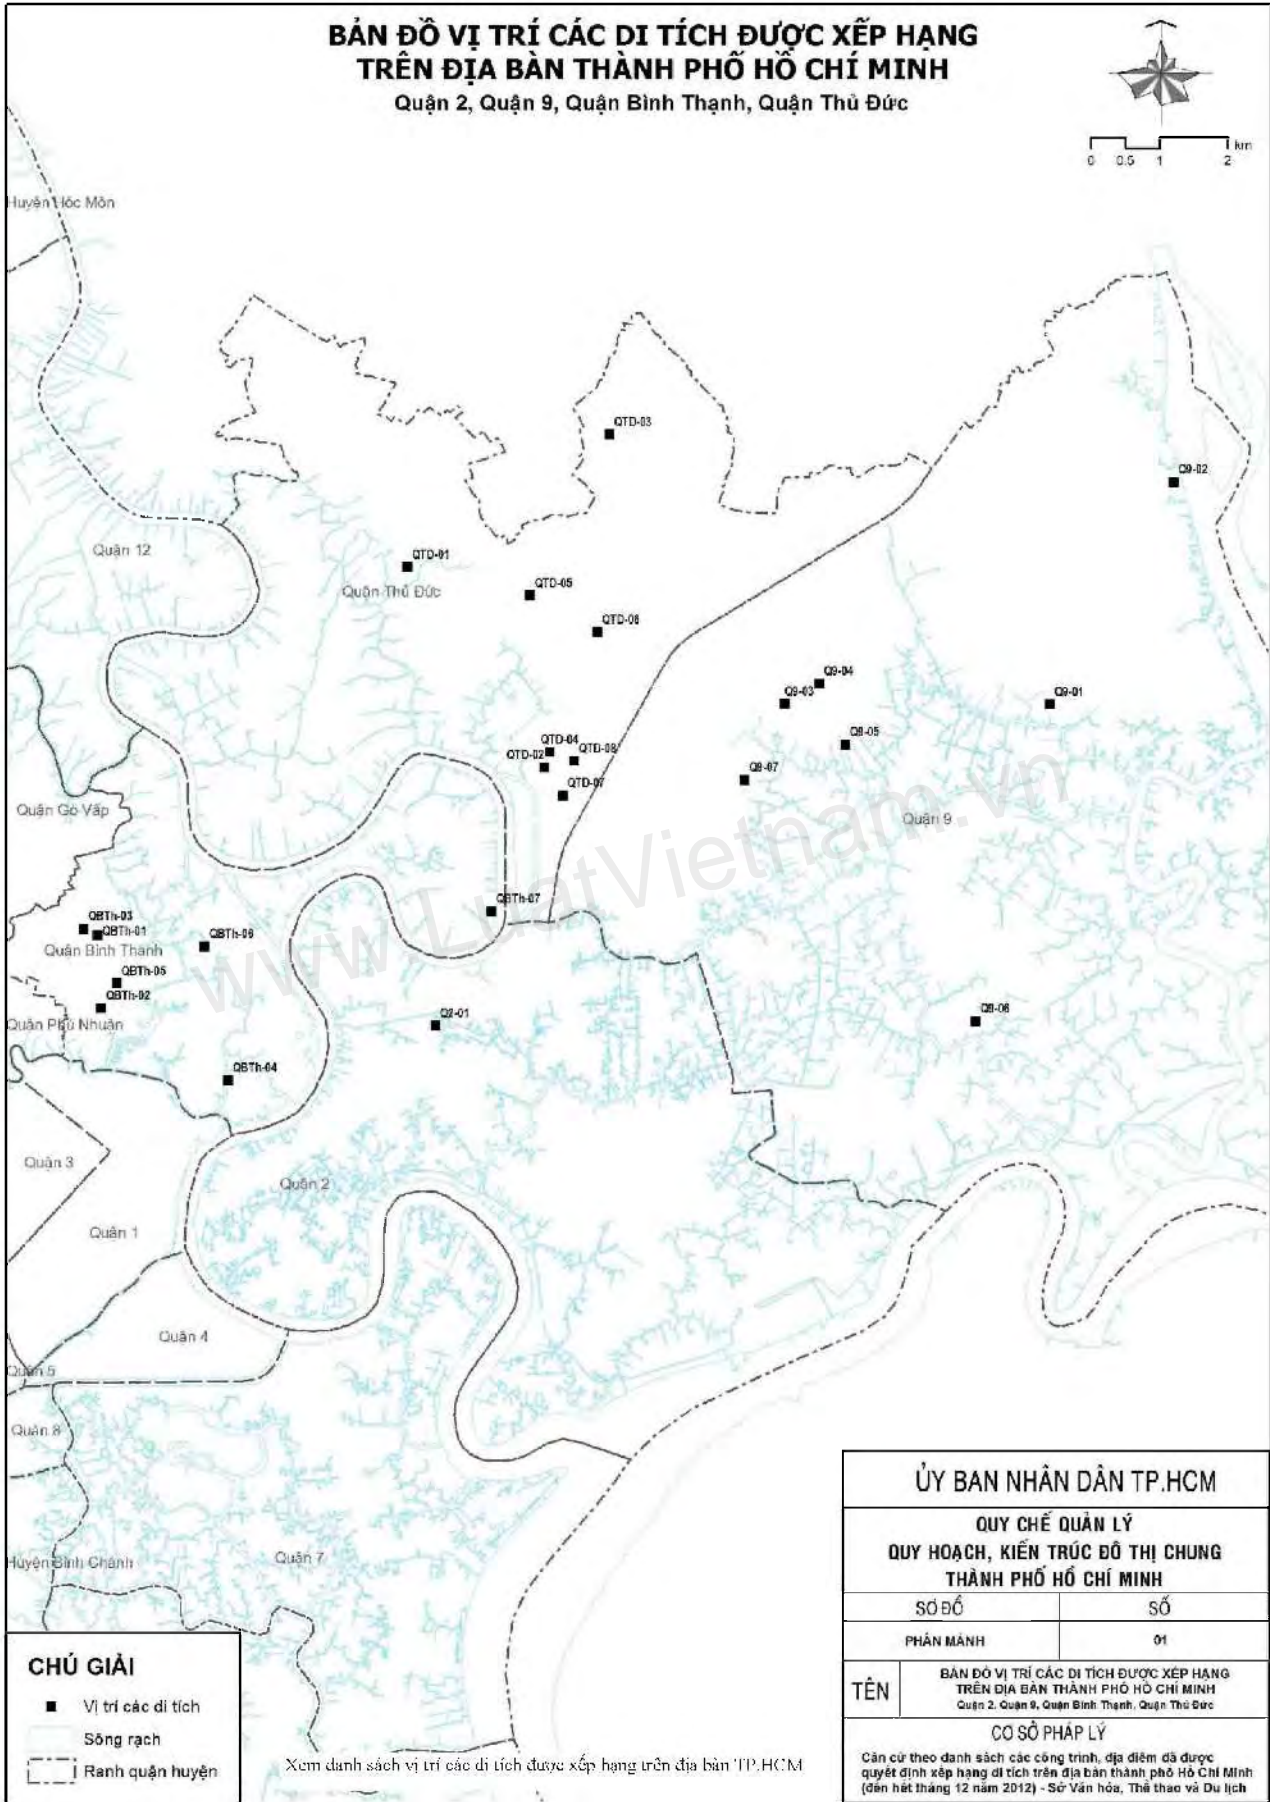 BẢN ĐỒ VỊ TRÍ CÁC DI TÍCH ĐƯỢC XẾP HẠNG
TRÊN ĐỊA BÀN THÀNH PHỐ HỒ CHÍ MINH
Quận 2, Quận 9, Quận Bình Thạnh, Quận Thủ Đức
0 0.5 1 2 km
Huyện Hóc Môn
QTD-03
Q9-02
Quận 12
QTD-01
Quận Thủ Đức
QTD-05
QTD-06
Q9-04
Q9-03
Q9-01
Q9-05
QTD-04
QTD-02
QTD-08
Q9-07
QTD-07
Quận Gò Vấp
Quận 9
www.LuatVietnam.vn
QBTh-07
QBTh-03
QBTh-01
QBTh-06
Quận Bình Thạnh
QBTh-05
QBTh-02
Quận Phú Nhuận
Q2-01
Q9-06
QBTh-04
Quận 3
Quận 2
Quận 1
Quận 4
Quận 5
Quận 8
Huyện Bình Chánh
Quận 7
CHÚ GIẢI
Vị trí các di tích
Sông rạch
Ranh quận huyện
Xem danh sách vị trí các di tích được xếp hạng trên địa bàn TP.HCM
ỦY BAN NHÂN DÂN TP.HCM
QUY CHẾ QUẢN LÝ
QUY HOẠCH, KIẾN TRÚC ĐÔ THỊ CHUNG
THÀNH PHỐ HỒ CHÍ MINH
SƠ ĐỒ SỐ
PHÂN MẢNH 01
TÊN
BẢN ĐỒ VỊ TRÍ CÁC DI TÍCH ĐƯỢC XẾP HẠNG
TRÊN ĐỊA BÀN THÀNH PHỐ HỒ CHÍ MINH
Quận 2, Quận 9, Quận Bình Thạnh, Quận Thủ Đức
CƠ SỞ PHÁP LÝ
Căn cứ theo danh sách các công trình, địa điểm đã được
quyết định xếp hạng di tích trên địa bàn thành phố Hồ Chí Minh
(đến hết tháng 12 năm 2012) - Sở Văn hóa, Thể thao và Du lịch